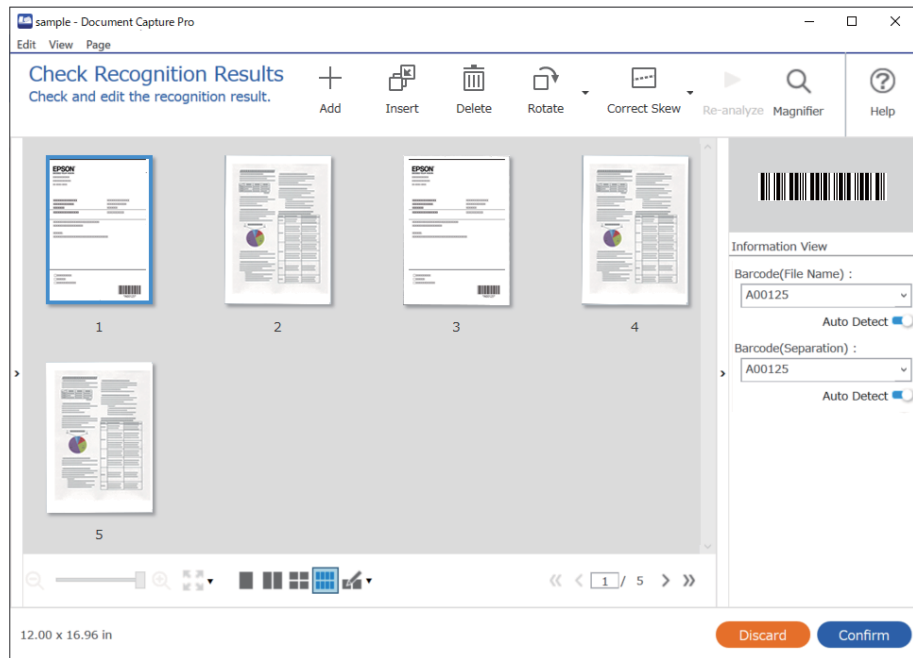 sample - Document Capture Pro
Edit View Page
Check Recognition Results
Check and edit the recognition result.
Add
Insert
Delete
Rotate
Correct Skew
Re-analyze
Magnifier
Help
EPSON
EPSON
1
2
3
4
5
Information View
Barcode(File Name) :
A00125
Auto Detect
Barcode(Separation) :
A00125
Auto Detect
1 / 5
12.00 x 16.96 in
Discard
Confirm